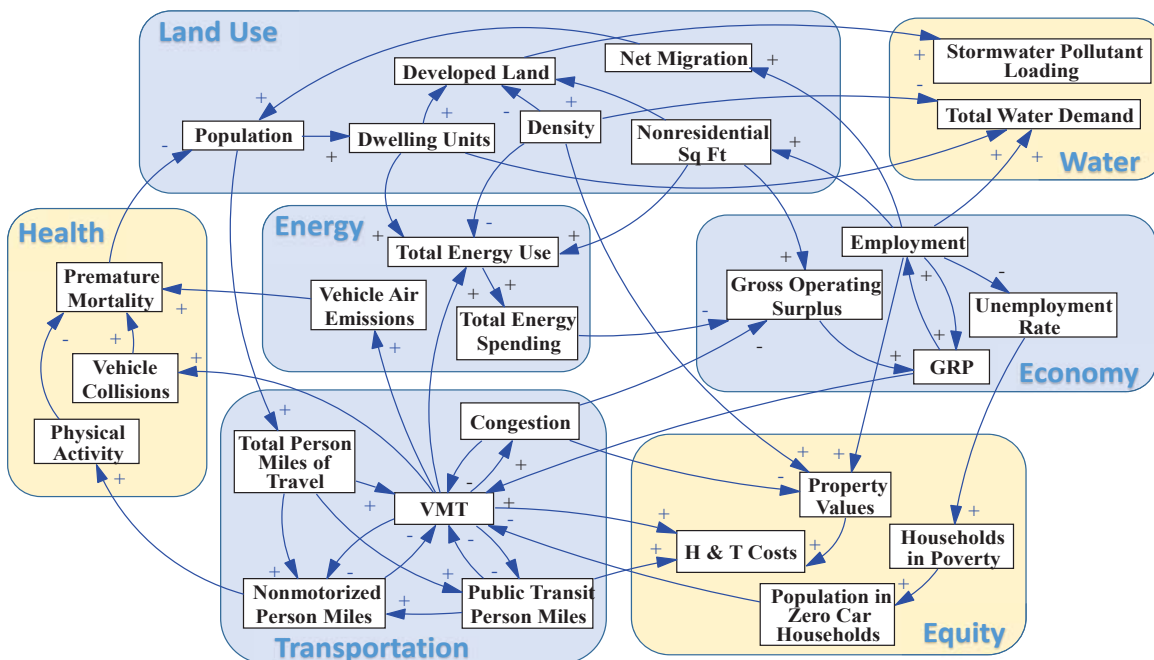 Land Use
Net Migration
Developed Land
Stormwater Pollutant
Loading
Total Water Demand
Water
Population
Dwelling Units
Density
Nonresidential
Sq Ft
Health
Energy
Premature
Mortality
Total Energy Use
Vehicle Air
Emissions
Total Energy
Spending
Employment
Gross Operating
Surplus
Unemployment
Rate
GRP
Economy
Vehicle
Collisions
Physical
Activity
Congestion
Total Person
Miles of
Travel
VMT
Nonmotorized
Person Miles
Public Transit
Person Miles
Transportation
Property
Values
H & T Costs
Households
in Poverty
Population in
Zero Car
Households
Equity